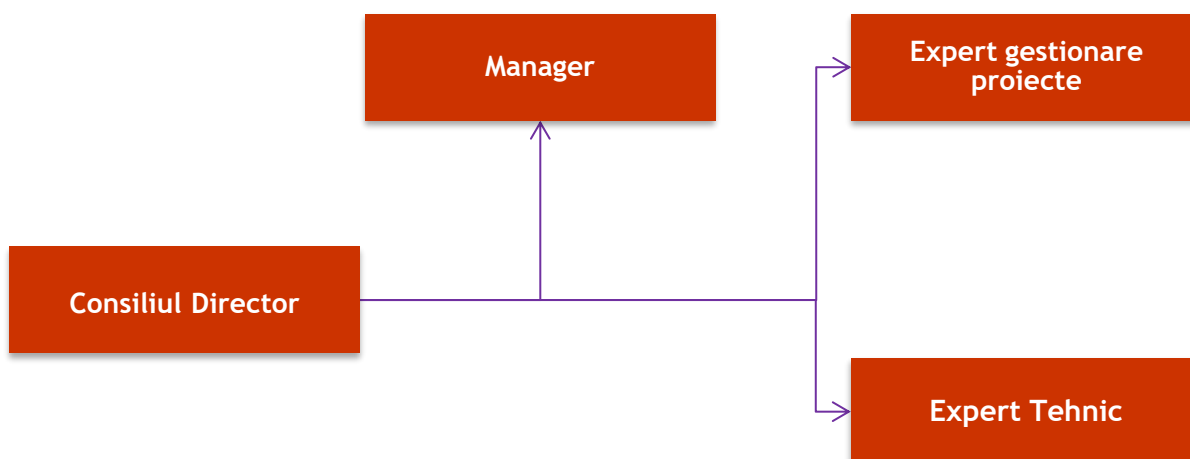 Manager
Expert gestionare
proiecte
Consiliul Director
Expert Tehnic